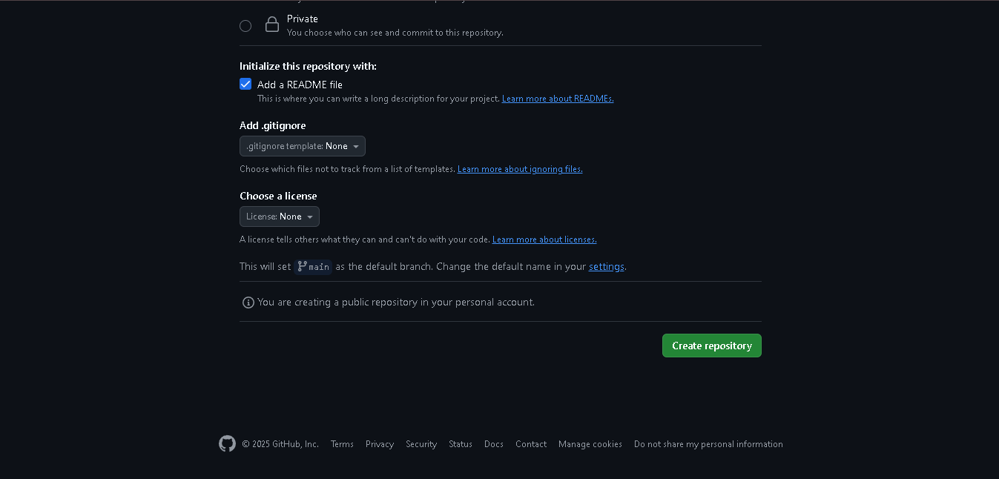 Private
You choose who can see and commit to this repository.
Initialize this repository with:
Add a README file
This is where you can write a long description for your project. Learn more about READMEs.
Add .gitignore
.gitignore template: None
Choose which files not to track from a list of templates. Learn more about ignoring files.
Choose a license
License: None
A license tells others what they can and can't do with your code. Learn more about licenses.
This will set main as the default branch. Change the default name in your settings.
You are creating a public repository in your personal account.
Create repository
© 2025 GitHub, Inc. Terms Privacy Security Status Docs Contact Manage cookies Do not share my personal information